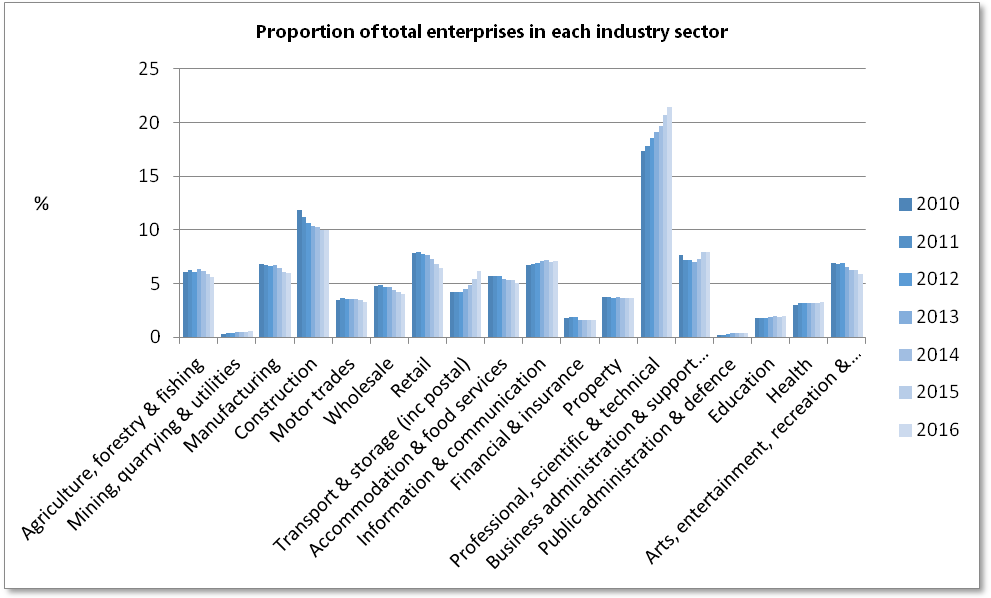 Proportion of total enterprises in each industry sector
25
20
15
10
5
0
%
Agriculture, forestry & fishing
Mining, quarrying & utilities
Manufacturing
Construction
Motor trades
Wholesale
Retail
Transport & storage (inc postal)
Accommodation & food services
Information & communication
Financial & insurance
Property
Professional, scientific & technical
Business administration & support...
Public administration & defence
Education
Health
Arts, entertainment, recreation &...
2010
2011
2012
2013
2014
2015
2016